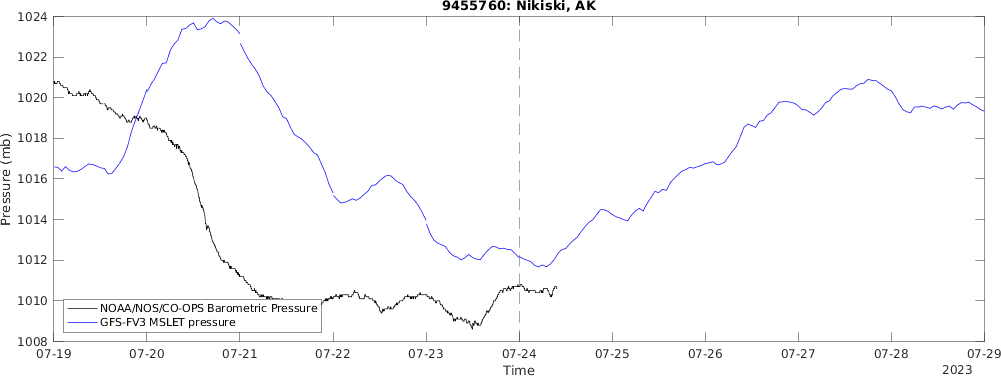 9455760: Nikiski, AK
1024
1022
1020
1018
1016
1014
1012
1010
1008
Pressure (mb)
NOAA/NOS/CO-OPS Barometric Pressure
GFS-FV3 MSLET pressure
07-19 07-20 07-21 07-22 07-23 07-24 07-25 07-26 07-27 07-28 07-29
Time
2023